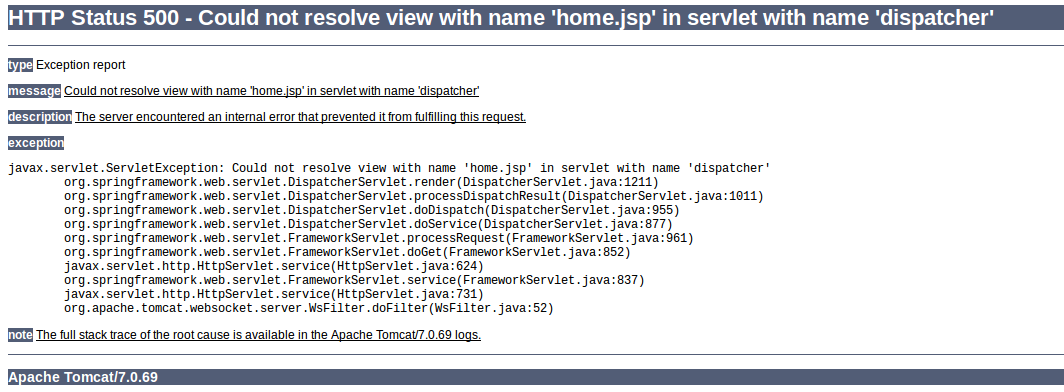 HTTP Status 500 - Could not resolve view with name 'home.jsp' in servlet with name 'dispatcher'
type Exception report
message Could not resolve view with name 'home.jsp' in servlet with name 'dispatcher'
description The server encountered an internal error that prevented it from fulfilling this request.
exception
javax.servlet.ServletException: Could not resolve view with name 'home.jsp' in servlet with name 'dispatcher'
org.springframework.web.servlet.DispatcherServlet.render(DispatcherServlet.java:1211)
org.springframework.web.servlet.DispatcherServlet.processDispatchResult(DispatcherServlet.java:1011)
org.springframework.web.servlet.DispatcherServlet.doDispatch(DispatcherServlet.java:955)
org.springframework.web.servlet.DispatcherServlet.doService(DispatcherServlet.java:877)
org.springframework.web.servlet.FrameworkServlet.processRequest(FrameworkServlet.java:961)
org.springframework.web.servlet.FrameworkServlet.doGet(FrameworkServlet.java:852)
javax.servlet.http.HttpServlet.service(HttpServlet.java:624)
org.springframework.web.servlet.FrameworkServlet.service(FrameworkServlet.java:837)
javax.servlet.http.HttpServlet.service(HttpServlet.java:731)
org.apache.tomcat.websocket.server.WsFilter.doFilter(WsFilter.java:52)
note The full stack trace of the root cause is available in the Apache Tomcat/7.0.69 logs.
Apache Tomcat/7.0.69